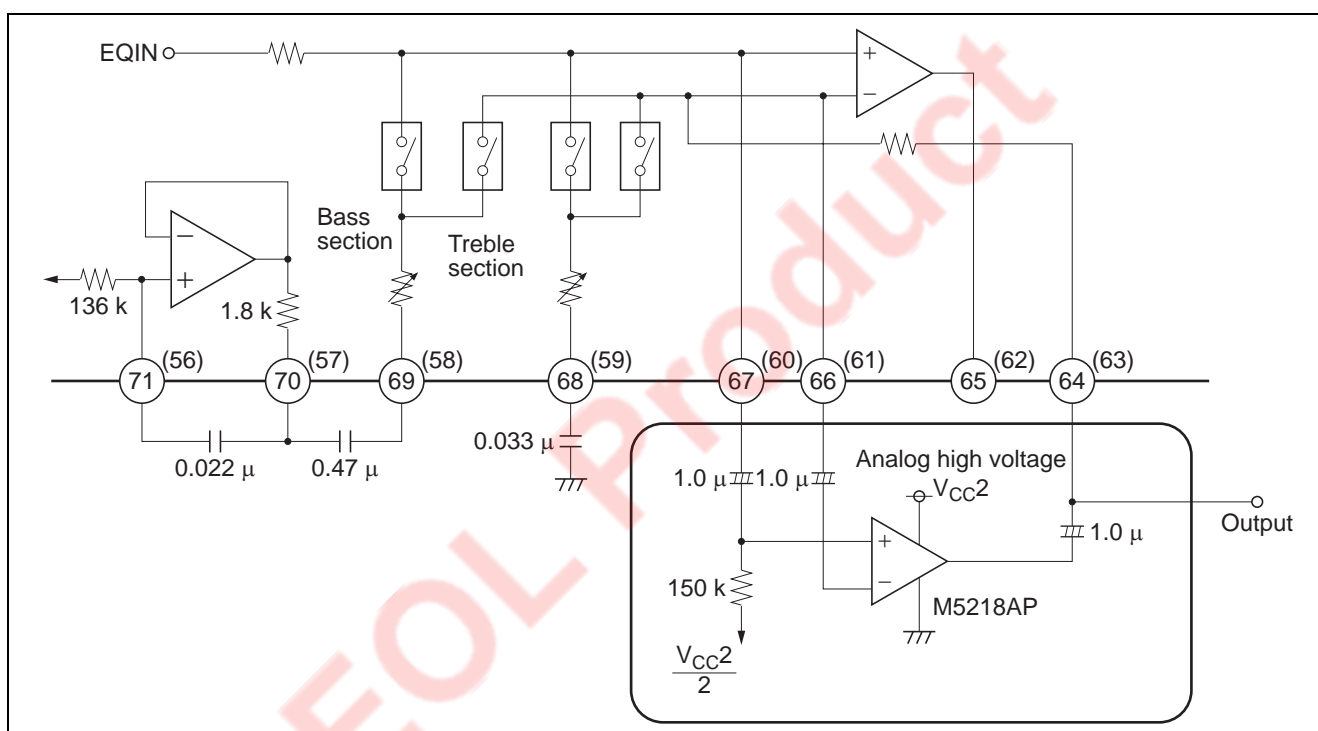 EQIN
+
−
Bass
section
Treble
section
−
+
136 k
1.8 k
71 (56)
70 (57)
69 (58)
68 (59)
67 (60)
66 (61)
65 (62)
64 (63)
0.022 μ
0.47 μ
0.033 μ
1.0 μ
1.0 μ
Analog high voltage
VCC2
+
−
1.0 μ
Output
150 k
M5218AP
VCC2
2
EOL Product